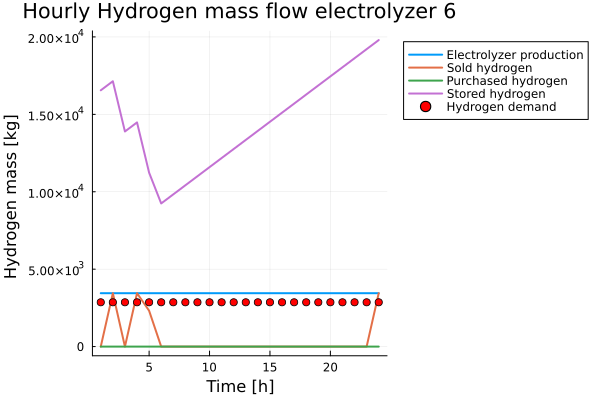 Hourly Hydrogen mass flow electrolyzer 6
Hydrogen mass [kg]
2.00×10⁴
1.50×10⁴
1.00×10⁴
5.00×10³
0
5 10 15 20
Time [h]
Electrolyzer production
Sold hydrogen
Purchased hydrogen
Stored hydrogen
Hydrogen demand